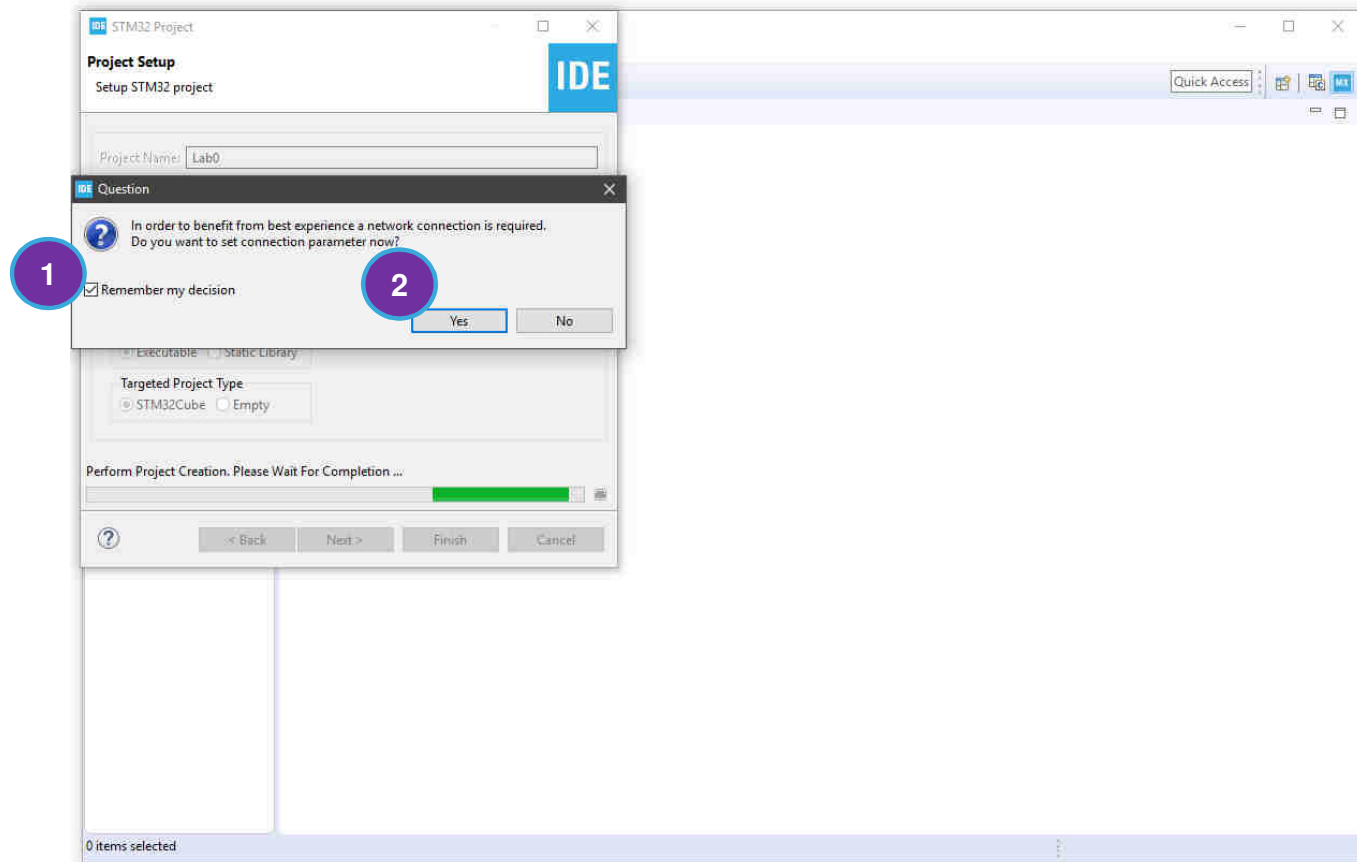 IDE STM32 Project
Project Setup
Setup STM32 project
IDE
Quick Access
MX
Project Name: Lab0
IDE Question
In order to benefit from best experience a network connection is required.
Do you want to set connection parameter now?
1
Remember my decision
2
Yes No
Executable Static Library
Targeted Project Type
STM32Cube Empty
Perform Project Creation. Please Wait For Completion ...
< Back Next > Finish Cancel
0 items selected